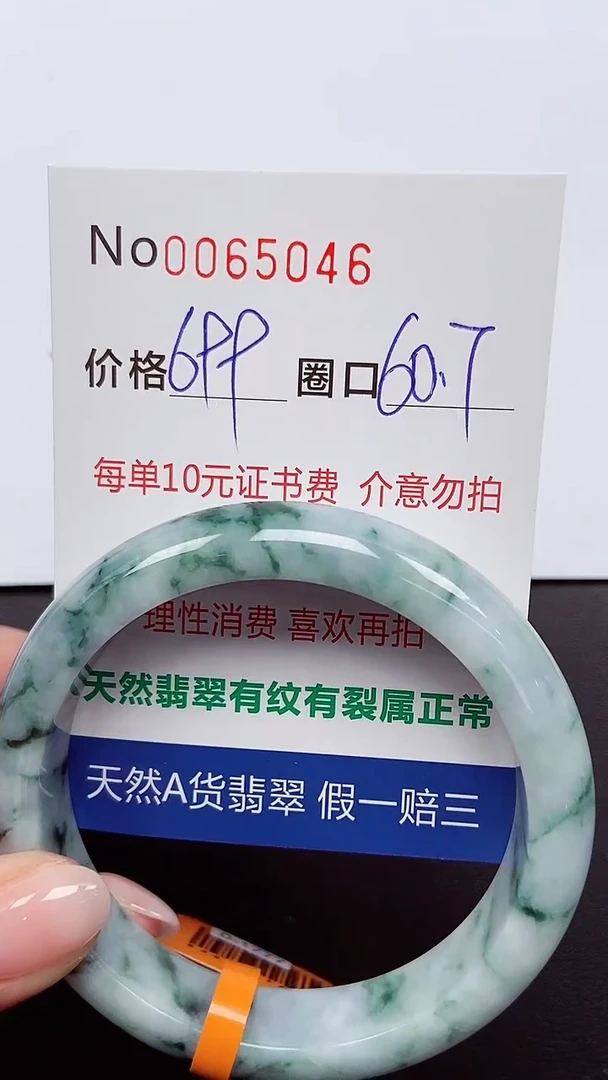 No0065046
价格699 圈口60.7
每单10元证书费 介意勿拍
理性消费 喜欢再拍
天然翡翠有纹有裂属正常
天然A货翡翠 假一赔三